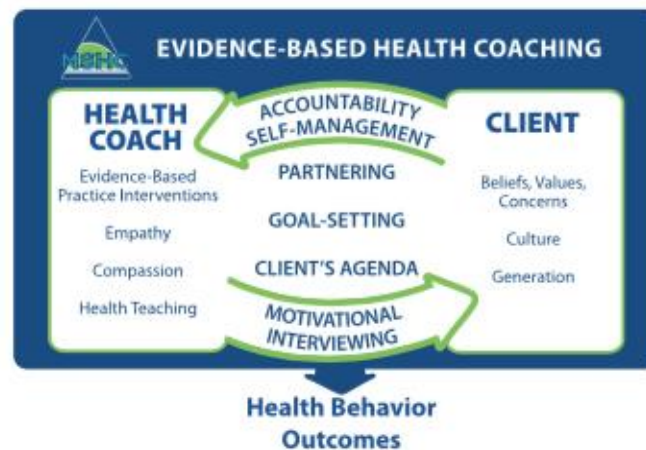 MSHC
EVIDENCE-BASED HEALTH COACHING
HEALTH
COACH
Evidence-Based
Practice Interventions
Empathy
Compassion
Health Teaching
ACCOUNTABILITY
SELF-MANAGEMENT
PARTNERING
GOAL-SETTING
CLIENT'S AGENDA
MOTIVATIONAL
INTERVIEWING
CLIENT
Beliefs, Values,
Concerns
Culture
Generation
Health Behavior
Outcomes